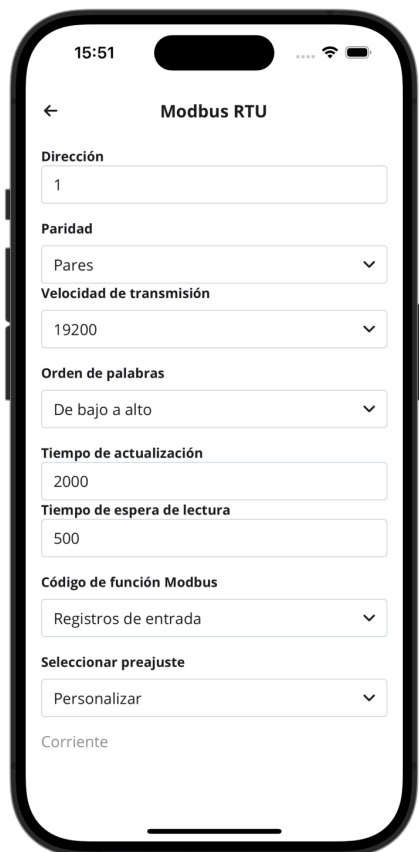 15:51
Modbus RTU
Dirección
1
Paridad
Pares
Velocidad de transmisión
19200
Orden de palabras
De bajo a alto
Tiempo de actualización
2000
Tiempo de espera de lectura
500
Código de función Modbus
Registros de entrada
Seleccionar preajuste
Personalizar
Corriente